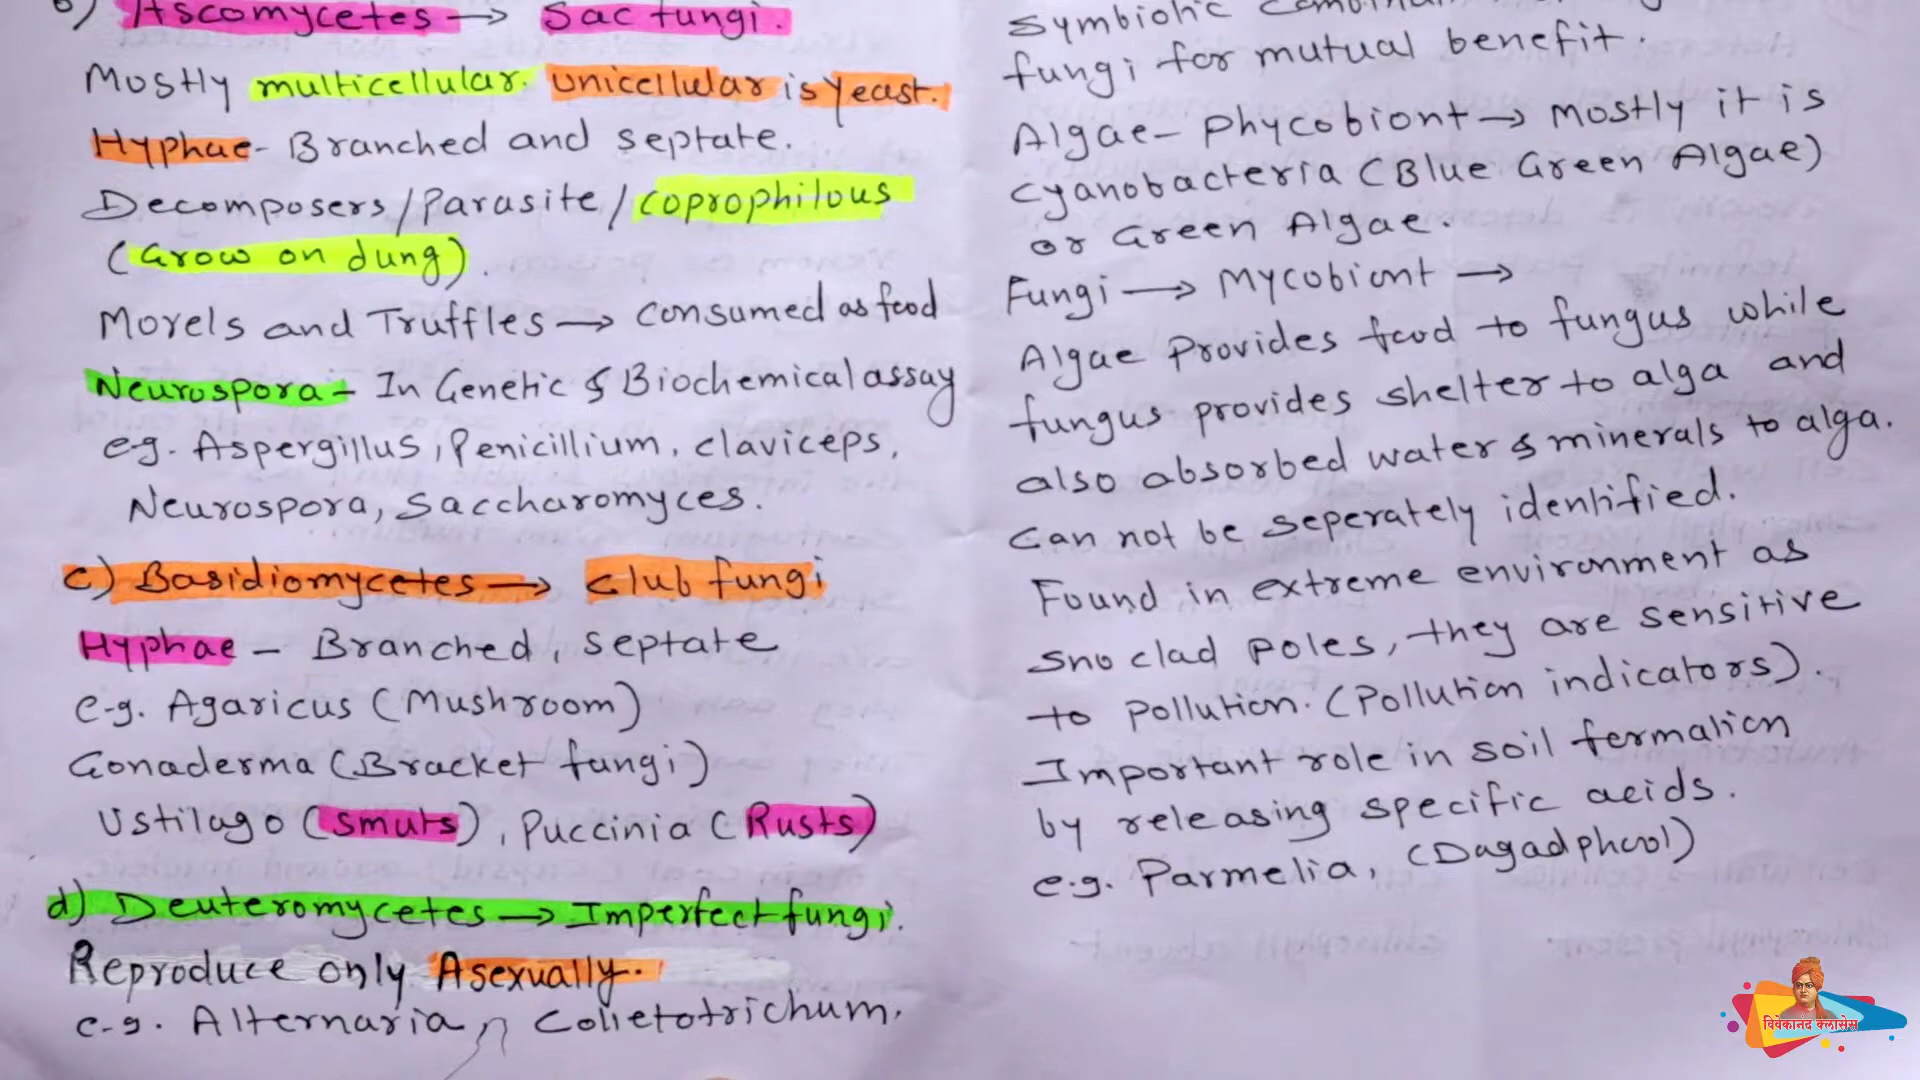 b) Ascomycetes → Sac fungi.
Mostly multicellular. Unicellular is Yeast.
Hyphae - Branched and septate.
Decomposers/Parasite/coprophilous
(Grow on dung).
Morels and Truffles → consumed as food
Neurospora - In Genetic & Biochemical assay
e.g. Aspergillus, Penicillium, claviceps,
Neurospora, Saccharomyces.
c) Basidiomycetes → Club fungi
Hyphae - Branched, septate
e.g. Agaricus (Mushroom)
Gonaderma (Bracket fungi)
Ustilago (smuts), Puccinia (Rusts)
d) Deuteromycetes → Imperfect fungi.
Reproduce only Asexually.
e.g. Alternaria, Colletotrichum.
Symbiotic
fungi for mutual benefit.
Algae - Phycobiont → Mostly it is
cyanobacteria (Blue Green Algae)
or Green Algae.
Fungi → Mycobiont →
Algae Provides food to fungus while
fungus provides shelter to alga and
also absorbed water & minerals to alga.
Can not be seperately identified.
Found in extreme environment as
sno clad poles, they are sensitive
to pollution. (Pollution indicators).
Important role in soil formation
by releasing specific acids.
e.g. Parmelia, (Dagadphool)
विवेकानंद क्लासेस